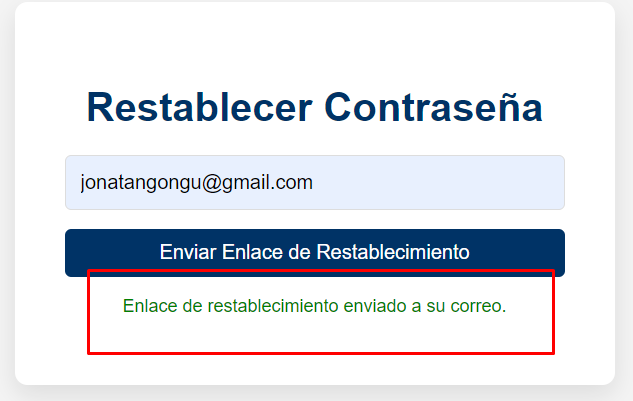 Restablecer Contraseña
jonatangongu@gmail.com
Enviar Enlace de Restablecimiento
Enlace de restablecimiento enviado a su correo.